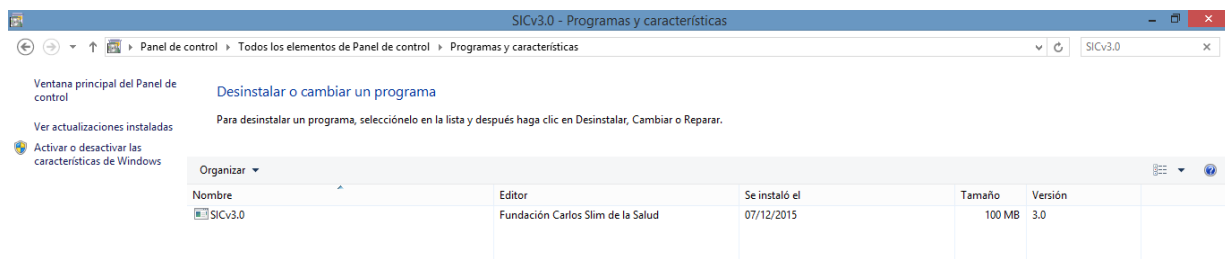 SICv3.0 - Programas y características
Panel de control Todos los elementos de Panel de control Programas y características
SICv3.0
Ventana principal del Panel de
control
Ver actualizaciones instaladas
Activar o desactivar las
características de Windows
Desinstalar o cambiar un programa
Para desinstalar un programa, selecciónelo en la lista y después haga clic en Desinstalar, Cambiar o Reparar.
Organizar
Nombre Editor Se instaló el Tamaño Versión
SICv3.0 Fundación Carlos Slim de la Salud 07/12/2015 100 MB 3.0